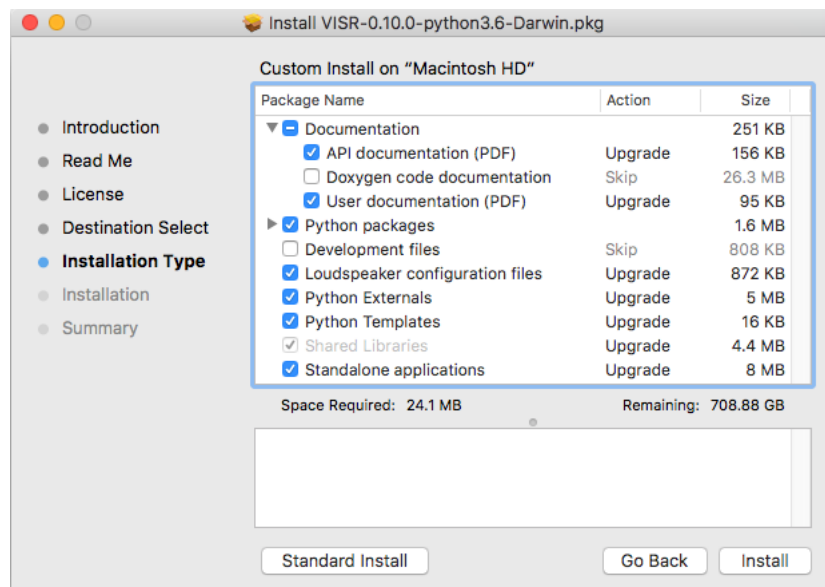 Install VISR-0.10.0-python3.6-Darwin.pkg
Custom Install on “Macintosh HD”
Introduction
Read Me
License
Destination Select
Installation Type
Installation
Summary
Package Name Action Size
Documentation 251 KB
API documentation (PDF) Upgrade 156 KB
Doxygen code documentation Skip 26.3 MB
User documentation (PDF) Upgrade 95 KB
Python packages 1.6 MB
Development files Skip 808 KB
Loudspeaker configuration files Upgrade 872 KB
Python Externals Upgrade 5 MB
Python Templates Upgrade 16 KB
Shared Libraries Upgrade 4.4 MB
Standalone applications Upgrade 8 MB
Space Required: 24.1 MB Remaining: 708.88 GB
Standard Install Go Back Install